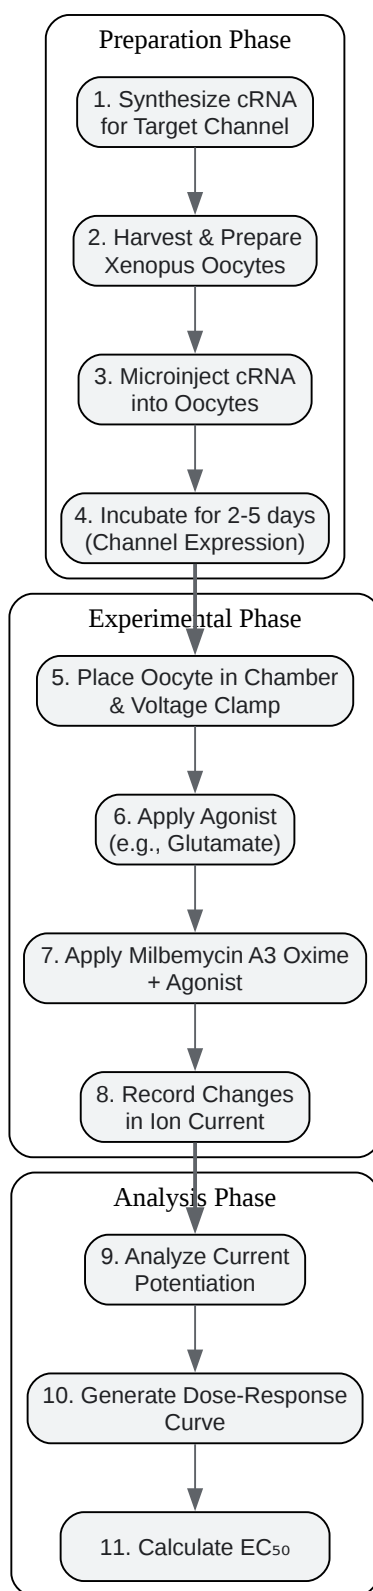 Preparation Phase
1. Synthesize cRNA
for Target Channel
2. Harvest & Prepare
Xenopus Oocytes
3. Microinject cRNA
into Oocytes
4. Incubate for 2-5 days
(Channel Expression)
Experimental Phase
5. Place Oocyte in Chamber
& Voltage Clamp
6. Apply Agonist
(e.g., Glutamate)
7. Apply Milbemycin A3 Oxime
+ Agonist
8. Record Changes
in Ion Current
Analysis Phase
9. Analyze Current
Potentiation
10. Generate Dose-Response
Curve
11. Calculate EC₅₀